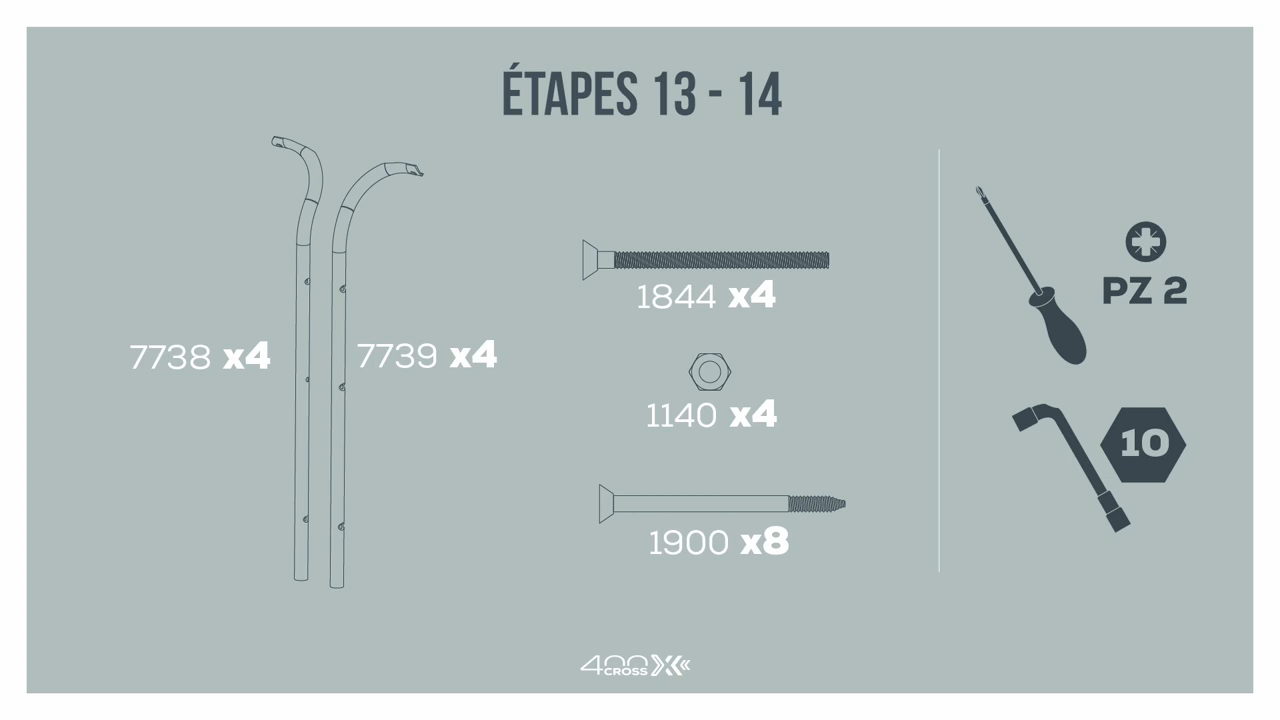 ÉTAPES 13 - 14
7738 x4
7739 x4
1844 x4
1140 x4
1900 x8
PZ 2
10
400 CROSS